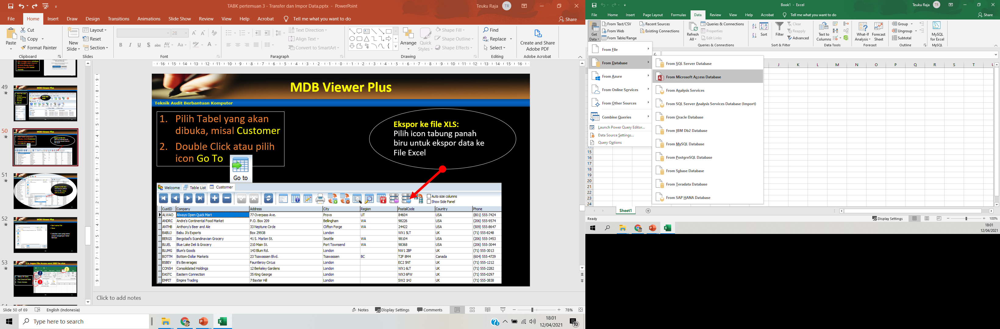 TABK pertemuan 3 - Transfer dan Impor Data.pptx - PowerPoint
Teuku Raja TR
File Home Insert Draw Design Transitions Animations Slide Show Review View Help Acrobat Tell me what you want to do Share
Paste
Cut
Copy
Format Painter
Clipboard
New
Slide
Layout
Reset
Section
Slides
28
B I U S abc AV Aa
Font
Text Direction
Align Text
Convert to SmartArt
Paragraph
Arrange
Quick
Styles
Shape Fill
Shape Outline
Shape Effects
Drawing
Find
Replace
Select
Editing
Create and Share
Adobe PDF
Adobe Acrobat
49
MDB Viewer Plus
50
MDB Viewer Plus
51
52
MDB Viewer Plus
53
2.b. Impor File Access versi 2007 ke atas
MDB Viewer Plus
Teknik Audit Berbantuan Komputer
1. Pilih Tabel yang akan
dibuka, misal Customer
2. Double Click atau pilih
icon Go To
Go to
Ekspor ke file XLS:
Pilih icon tabung panah
biru untuk ekspor data ke
File Excel
Welcome Table List Customer
PDF
Auto size columns
Show Side Panel
CustID Company Address City Region PostalCode Country Phone
ALWAO Always Open Quick Mart 77 Overpass Ave. Provo UT 84604 USA (801) 555-7424
ANDRC Andre's Continental Food Market P.O. Box 209 Bellingham WA 98226 USA (206) 555-9574
ANTHB Anthony's Beer and Ale 33 Neptune Circle Clifton Forge WA 24422 USA (509) 555-8647
BABUJ Babu Ji's Exports Box 29938 London WX1 5LT UK (71) 555-8248
BERGS Bergstad's Scandinavian Grocery 41 S. Marlon St. Seattle WA 98104 USA (206) 555-3453
BLUEL Blue Lake Deli & Grocery 210 Main St. Port Townsend WA 98368 USA (206) 555-3044
BLUMG Blum's Goods 143 Blum Rd. London NW1 2BP UK (71) 555-3013
BOTTM Bottom-Dollar Markets 23 Tsawassen Blvd. Tsawassen BC T2F 8M4 Canada (604) 555-4729
BSBEV B's Beverages Fauntleroy Circus London EC2 5NT UK (71) 555-1212
CONSH Consolidated Holdings 12 Berkeley Gardens London WX1 6LT UK (71) 555-2282
EASTC Eastern Connection 35 King George London WX3 6FW UK (71) 555-0297
EMPIT Empire Trading 7 Baxter Hill London SW2 1HJ UK (71) 555-3838
Click to add notes
Slide 50 of 69 English (Indonesia) Notes Display Settings Comments 78%
Type here to search
18:01
12/04/2021
10
Book1 - Excel
Teuku Raja TR
File Home Insert Page Layout Formulas Data Review View Help Acrobat Tell me what you want to do Share
Get
Data
From Text/CSV
From Web
From Table/Range
Recent Sources
Existing Connections
Refresh
All
Queries & Connections
Properties
Edit Links
Queries & Connections
Sort
Filter
Clear
Reapply
Advanced
Sort & Filter
Text to
Columns
Data Tools
What-If
Analysis
Forecast
Sheet
Forecast
Group
Ungroup
Subtotal
Outline
MySQL
for Excel
MySQL
From File
From Database
From Azure
From Online Services
From Other Sources
Combine Queries
Launch Power Query Editor...
Data Source Settings...
Query Options
From SQL Server Database
From Microsoft Access Database
From Analysis Services
From SQL Server Analysis Services Database (Import)
From Oracle Database
From IBM Db2 Database
From MySQL Database
From PostgreSQL Database
From Sybase Database
From Teradata Database
From SAP HANA Database
J K L M N O P Q R S T
15
16
17
18
19
20
21
22
23
24
Sheet1
Ready Display Settings 100%
18:01
12/04/2021